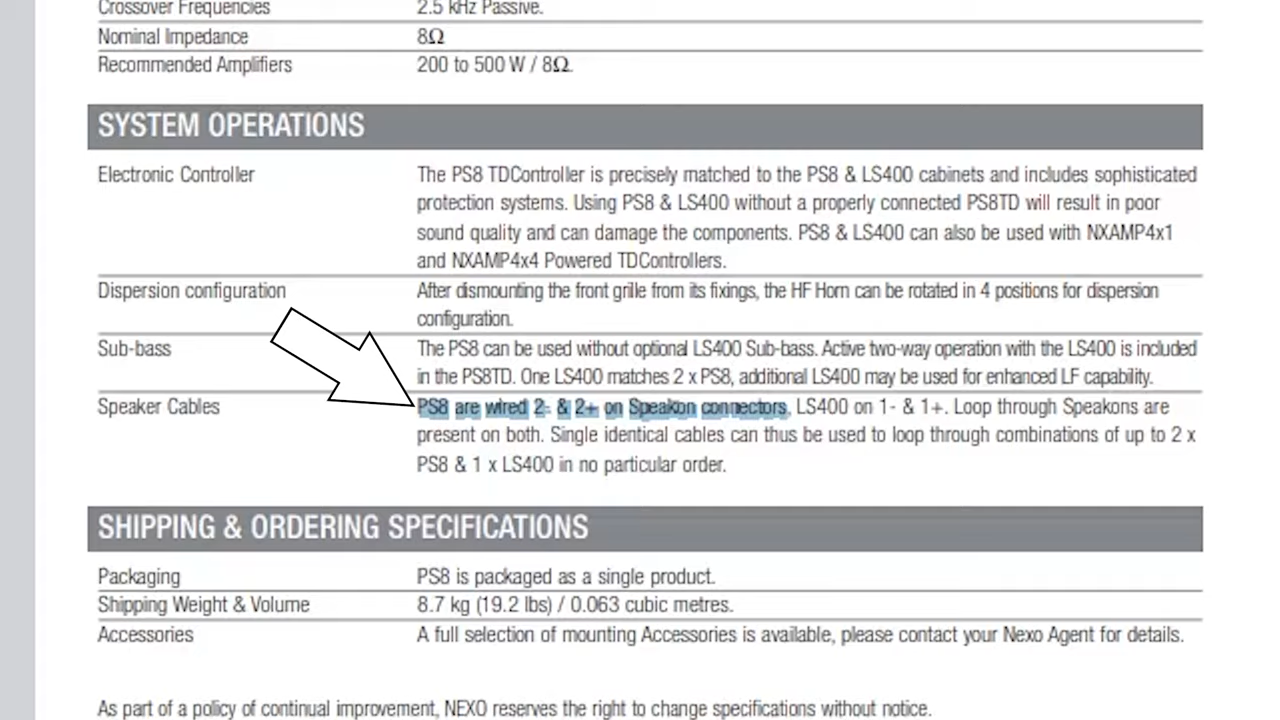 Crossover Frequencies 2.5 kHz Passive.
Nominal Impedance 8Ω
Recommended Amplifiers 200 to 500 W / 8Ω.
SYSTEM OPERATIONS
Electronic Controller The PS8 TDController is precisely matched to the PS8 & LS400 cabinets and includes sophisticated
protection systems. Using PS8 & LS400 without a properly connected PS8TD will result in poor
sound quality and can damage the components. PS8 & LS400 can also be used with NXAMP4x1
and NXAMP4x4 Powered TDControllers.
Dispersion configuration After dismounting the front grille from its fixings, the HF Horn can be rotated in 4 positions for dispersion
configuration.
Sub-bass The PS8 can be used without optional LS400 Sub-bass. Active two-way operation with the LS400 is included
in the PS8TD. One LS400 matches 2 x PS8, additional LS400 may be used for enhanced LF capability.
Speaker Cables PS8 are wired 2- & 2+ on Speakon connectors, LS400 on 1- & 1+. Loop through Speakons are
present on both. Single identical cables can thus be used to loop through combinations of up to 2 x
PS8 & 1 x LS400 in no particular order.
SHIPPING & ORDERING SPECIFICATIONS
Packaging PS8 is packaged as a single product.
Shipping Weight & Volume 8.7 kg (19.2 lbs) / 0.063 cubic metres.
Accessories A full selection of mounting Accessories is available, please contact your Nexo Agent for details.
As part of a policy of continual improvement, NEXO reserves the right to change specifications without notice.